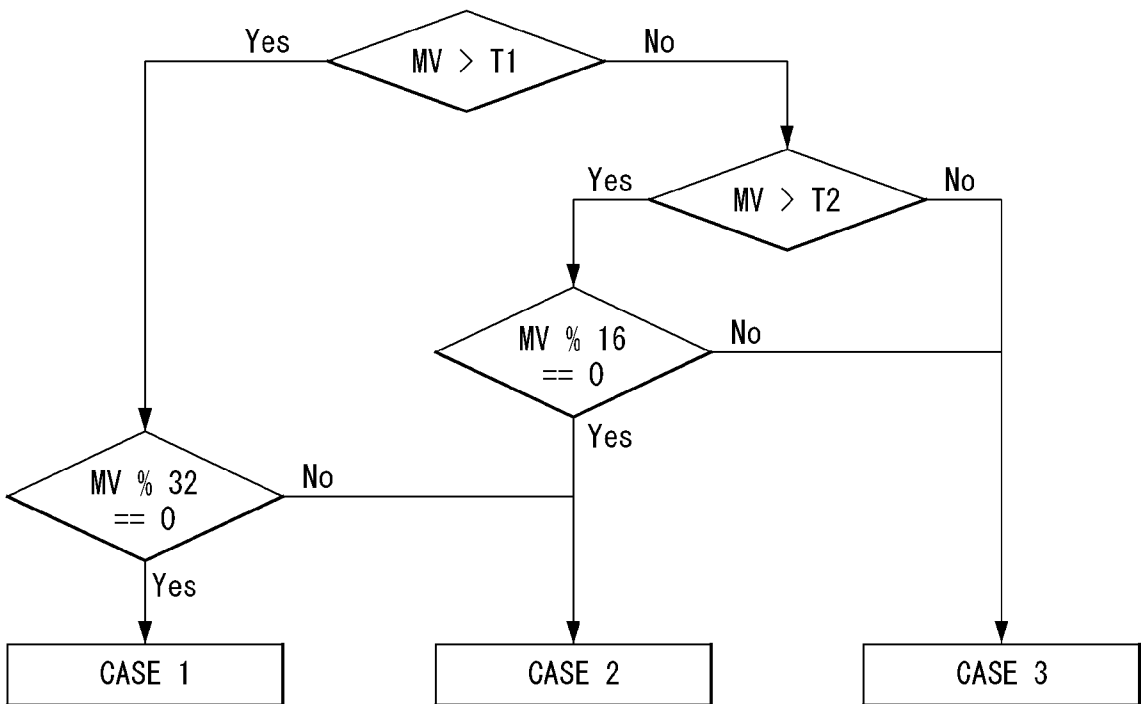 Yes
MV > T1
No
Yes
MV > T2
No
MV % 16
== 0
No
Yes
MV % 32
== 0
No
Yes
CASE 1
CASE 2
CASE 3